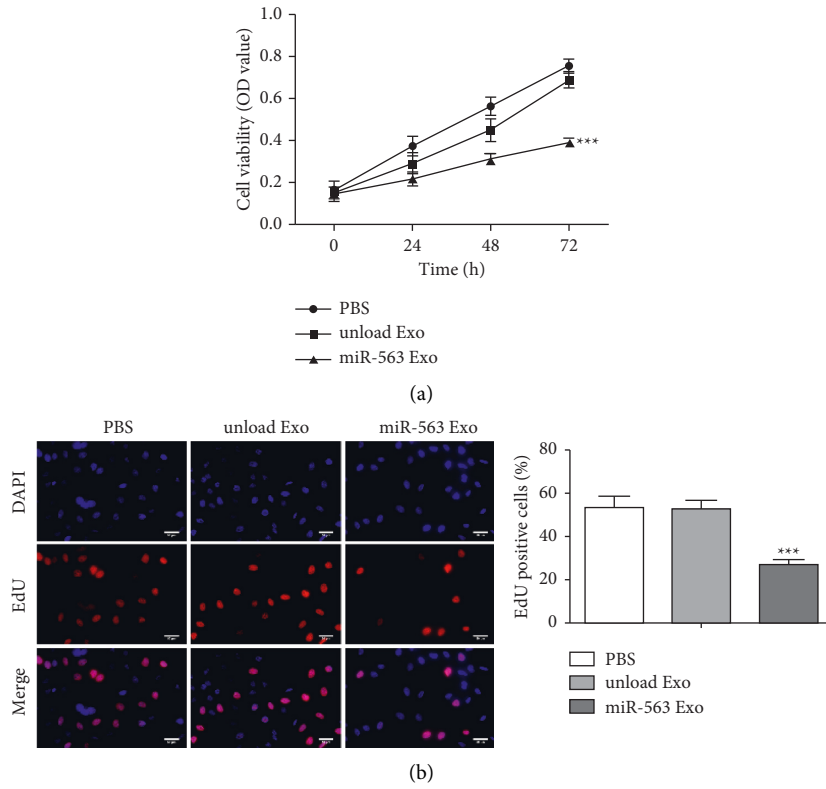 1.0
0.8
0.6
0.4
0.2
0.0
Cell viability (OD value)
***
0 24 48 72
Time (h)
PBS
unload Exo
miR-563 Exo
(a)
PBS unload Exo miR-563 Exo
DAPI
EdU
Merge
80
60
40
20
0
EdU positive cells (%)
***
PBS
unload Exo
miR-563 Exo
(b)